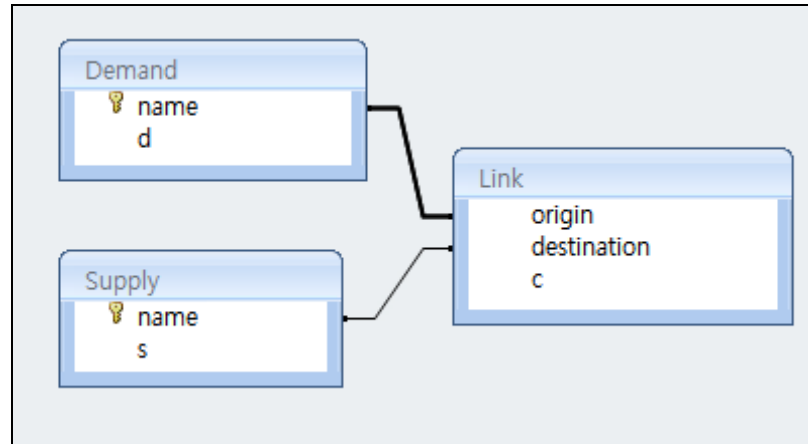 Demand
name
d
Supply
name
s
Link
origin
destination
c